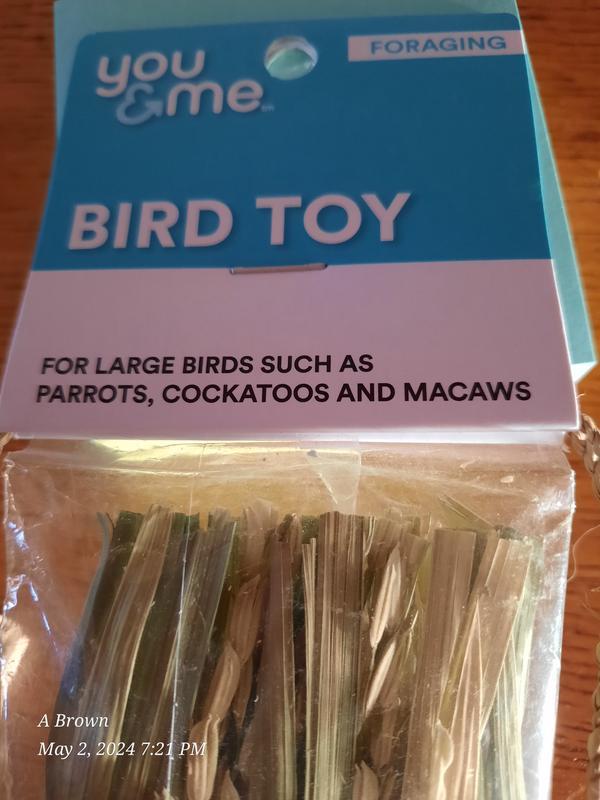 you
&me
FORAGING
BIRD TOY
FOR LARGE BIRDS SUCH AS
PARROTS, COCKATOOS AND MACAWS
A Brown
May 2, 2024 7:21 PM